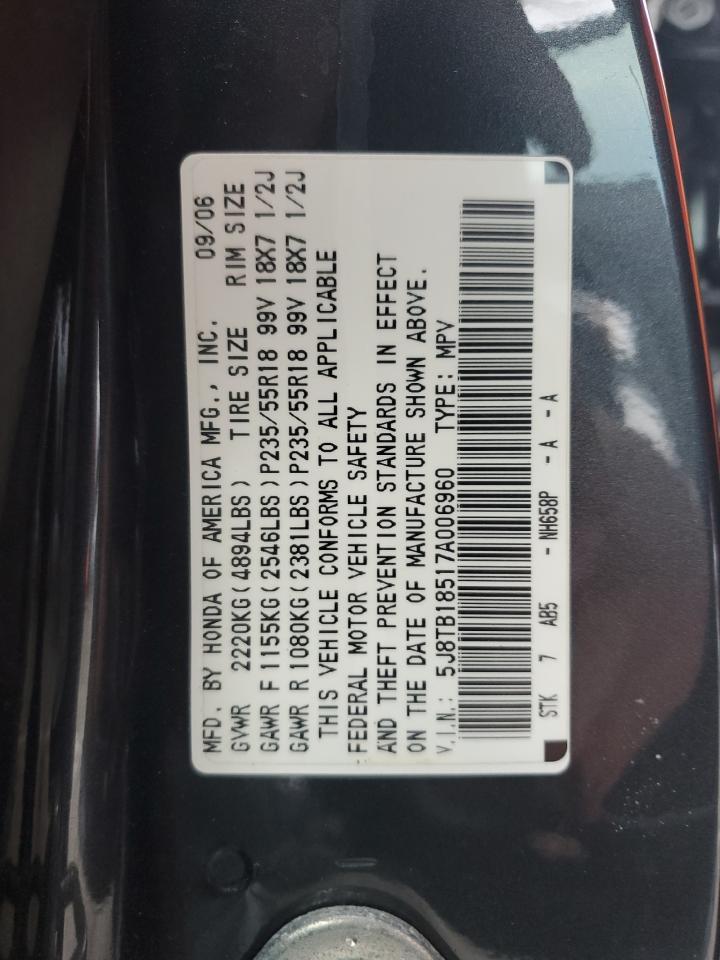 MFD. BY HONDA OF AMERICA MFG., INC. 09/06
GVWR 2220KG(4894LBS) TIRE SIZE RIM SIZE
GAWR F 1155KG(2546LBS)P235/55R18 99V 18X7 1/2J
GAWR R 1080KG(2381LBS)P235/55R18 99V 18X7 1/2J
THIS VEHICLE CONFORMS TO ALL APPLICABLE
FEDERAL MOTOR VEHICLE SAFETY
AND THEFT PREVENTION STANDARDS IN EFFECT
ON THE DATE OF MANUFACTURE SHOWN ABOVE.
V.I.N.: 5J8TB18517A006960 TYPE: MPV
STK 7 AB5 - NH658P - A - A